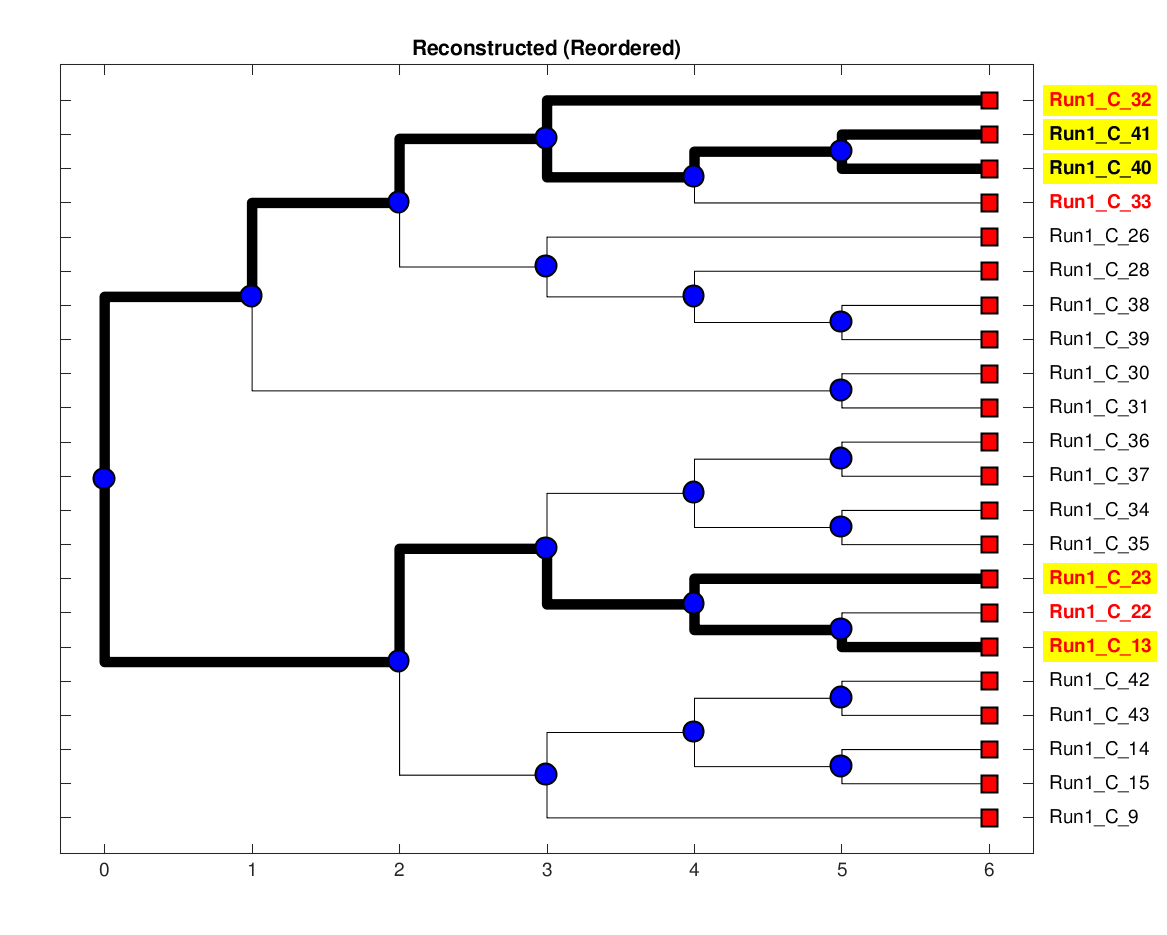 Reconstructed (Reordered)
Run1_C_32
Run1_C_41
Run1_C_40
Run1_C_33
Run1_C_26
Run1_C_28
Run1_C_38
Run1_C_39
Run1_C_30
Run1_C_31
Run1_C_36
Run1_C_37
Run1_C_34
Run1_C_35
Run1_C_23
Run1_C_22
Run1_C_13
Run1_C_42
Run1_C_43
Run1_C_14
Run1_C_15
Run1_C_9
0 1 2 3 4 5 6